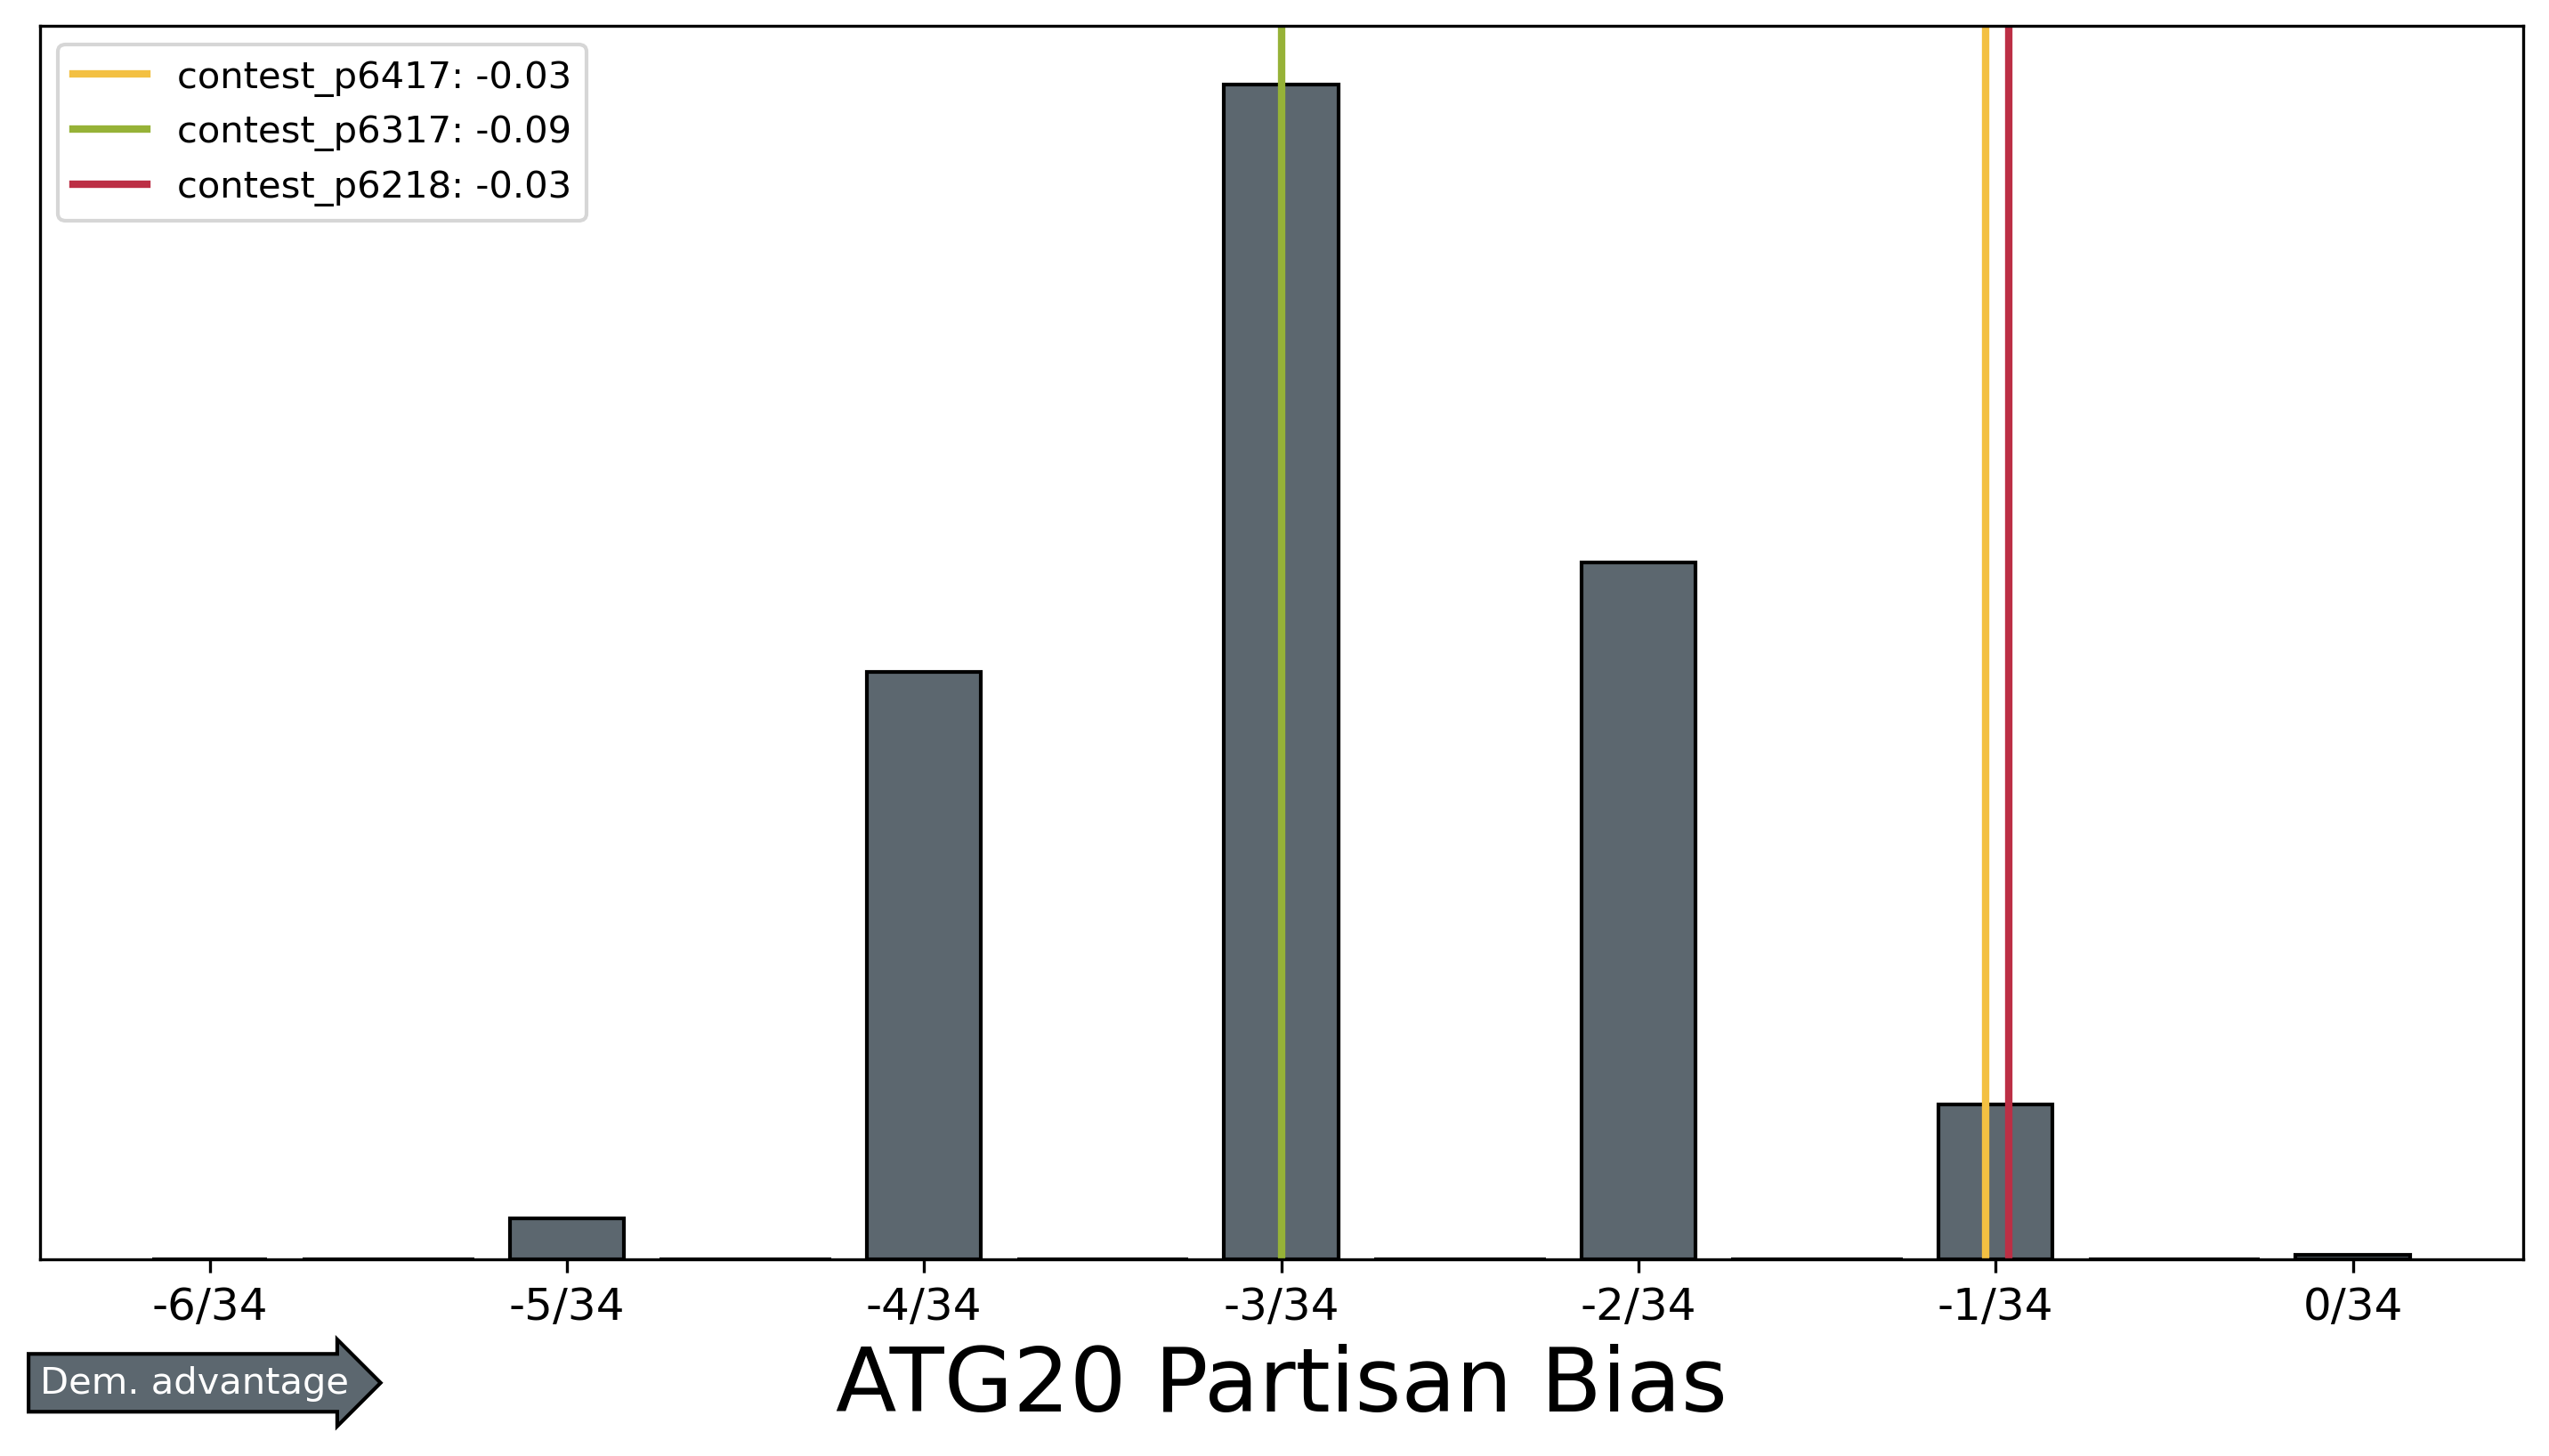 contest_p6417: -0.03
contest_p6317: -0.09
contest_p6218: -0.03
-6/34 -5/34 -4/34 -3/34 -2/34 -1/34 0/34
Dem. advantage
ATG20 Partisan Bias